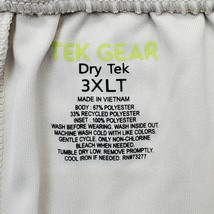 TEK GEAR
Dry Tek
3XLT
MADE IN VIETNAM
BODY: 67% POLYESTER
33% RECYCLED POLYESTER
INSET: 100% POLYESTER
WASH BEFORE WEARING. WASH INSIDE OUT.
MACHINE WASH COLD WITH LIKE COLORS.
GENTLE CYCLE. ONLY NON-CHLORINE
BLEACH WHEN NEEDED.
TUMBLE DRY LOW. REMOVE PROMPTLY.
COOL IRON IF NEEDED. RN#73277